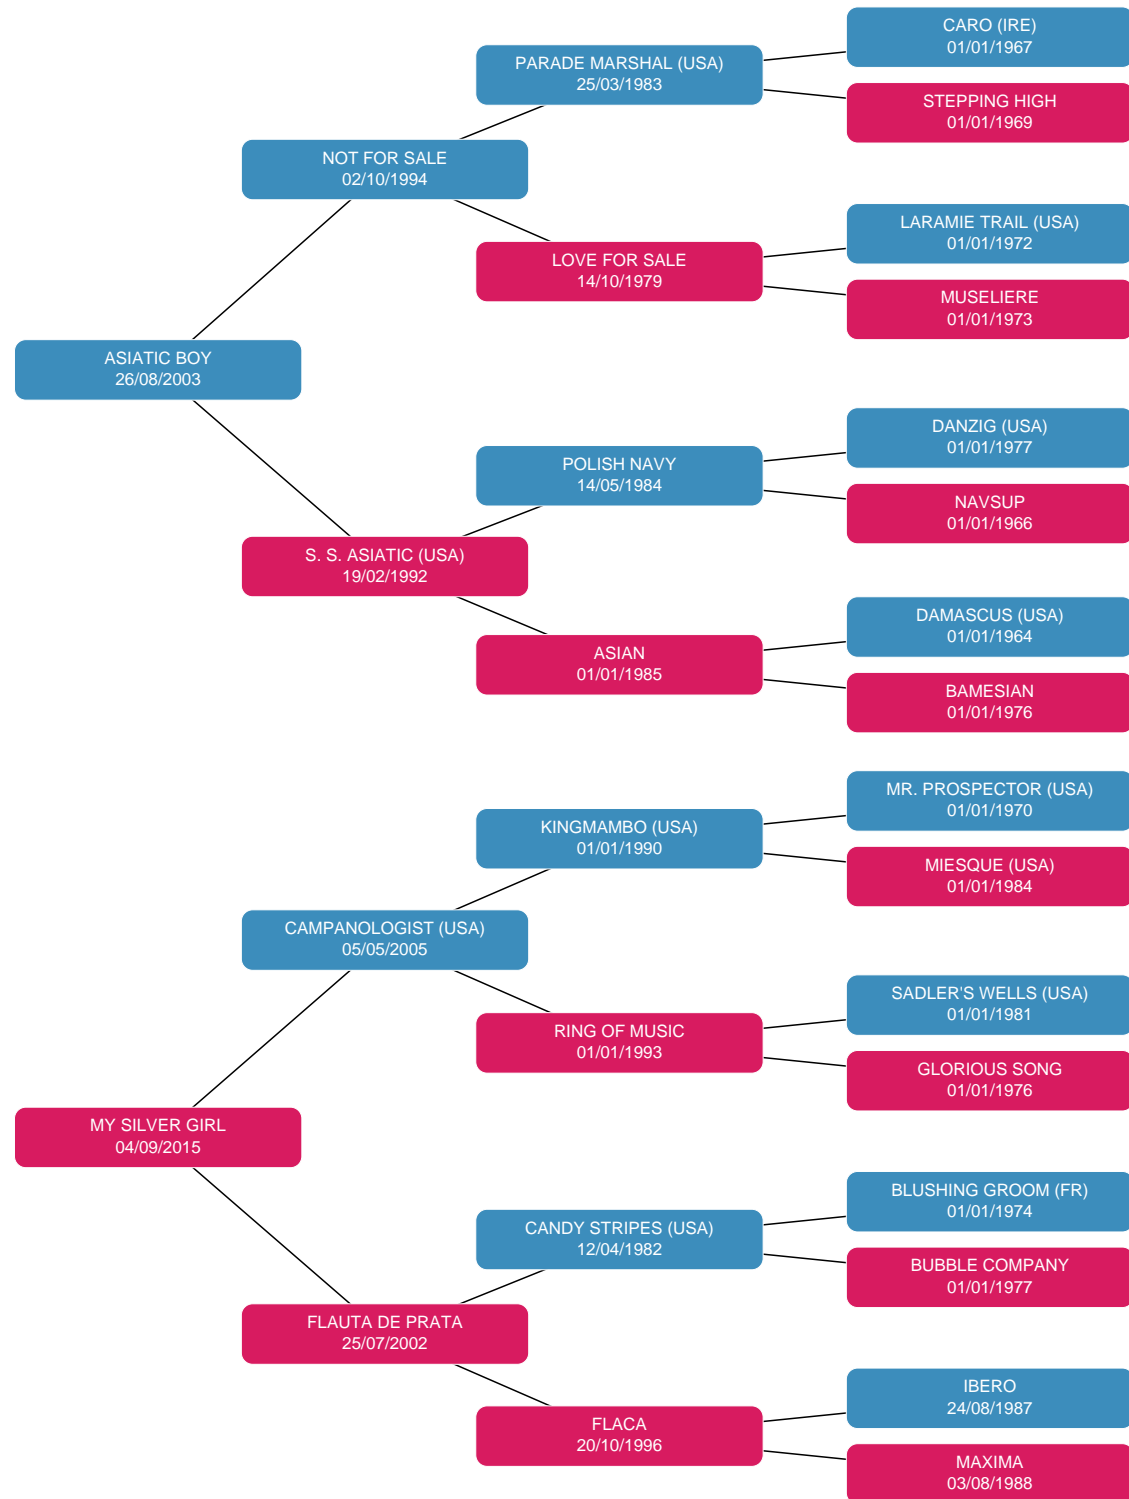 CARO (IRE)
01/01/1967
PARADE MARSHAL (USA)
25/03/1983
STEPPING HIGH
01/01/1969
NOT FOR SALE
02/10/1994
LARAMIE TRAIL (USA)
01/01/1972
LOVE FOR SALE
14/10/1979
MUSELIERE
01/01/1973
ASIATIC BOY
26/08/2003
DANZIG (USA)
01/01/1977
POLISH NAVY
14/05/1984
NAVSUP
01/01/1966
S. S. ASIATIC (USA)
19/02/1992
DAMASCUS (USA)
01/01/1964
ASIAN
01/01/1985
BAMESIAN
01/01/1976
MR. PROSPECTOR (USA)
01/01/1970
KINGMAMBO (USA)
01/01/1990
MIESQUE (USA)
01/01/1984
CAMPANOLOGIST (USA)
05/05/2005
SADLER'S WELLS (USA)
01/01/1981
RING OF MUSIC
01/01/1993
GLORIOUS SONG
01/01/1976
MY SILVER GIRL
04/09/2015
BLUSHING GROOM (FR)
01/01/1974
CANDY STRIPES (USA)
12/04/1982
BUBBLE COMPANY
01/01/1977
FLAUTA DE PRATA
25/07/2002
IBERO
24/08/1987
FLACA
20/10/1996
MAXIMA
03/08/1988